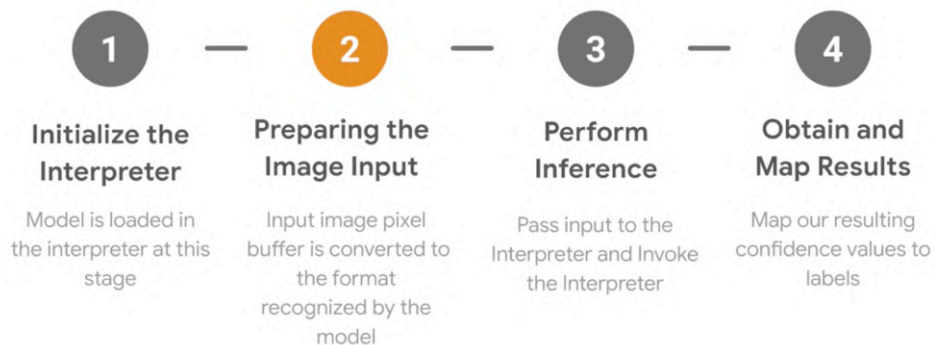 1
2
3
4
Initialize the
Interpreter
Model is loaded in
the interpreter at this
stage
Preparing the
Image Input
Input image pixel
buffer is converted to
the format
recognized by the
model
Perform
Inference
Pass input to the
Interpreter and Invoke
the Interpreter
Obtain and
Map Results
Map our resulting
confidence values to
labels